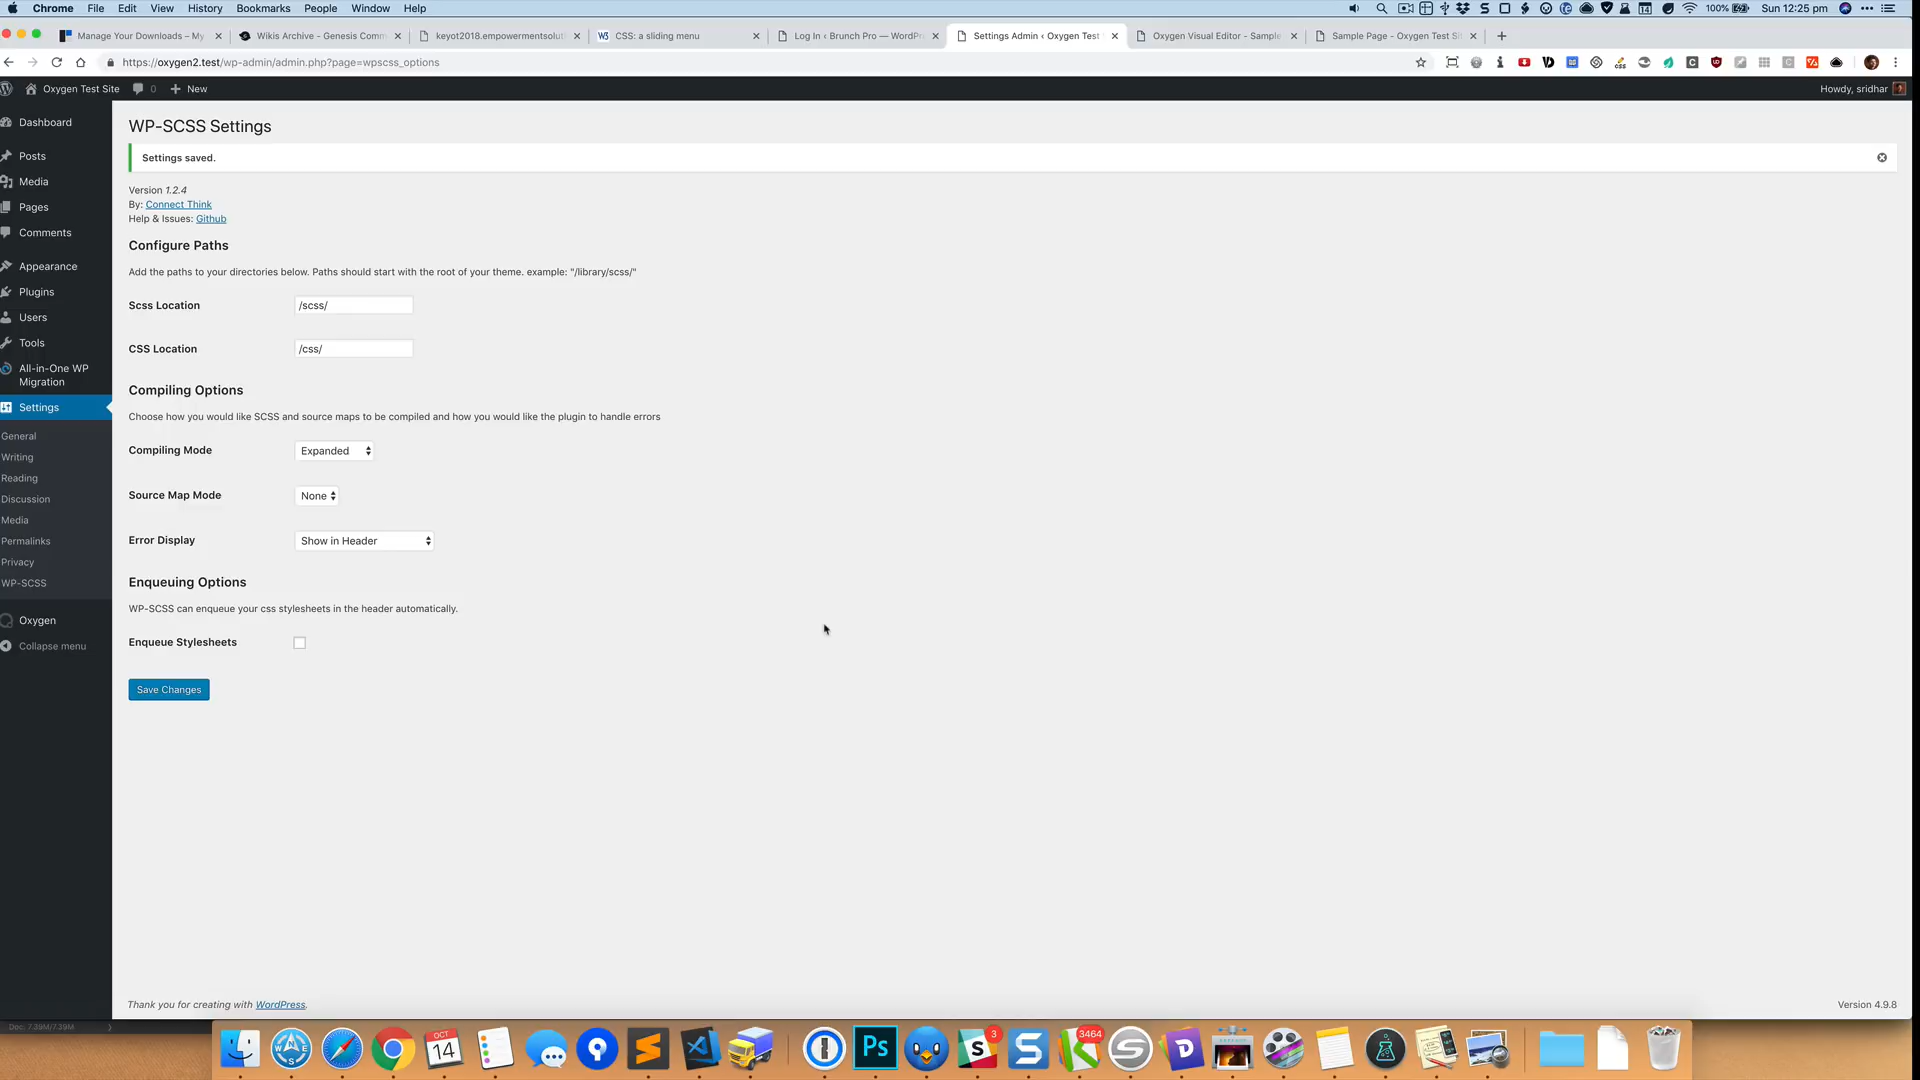 Chrome File Edit View History Bookmarks People Window Help
100% Sun 12:25 pm
Manage Your Downloads – My
Wikis Archive - Genesis Comm
keyot2018.empowermentsoluti
CSS: a sliding menu
Log In ‹ Brunch Pro — WordPr
Settings Admin ‹ Oxygen Test
Oxygen Visual Editor - Sample
Sample Page - Oxygen Test Si
https://oxygen2.test/wp-admin/admin.php?page=wpscss_options
Oxygen Test Site 0 + New
Howdy, sridhar
Dashboard
Posts
Media
Pages
Comments
Appearance
Plugins
Users
Tools
All-in-One WP
Migration
Settings
General
Writing
Reading
Discussion
Media
Permalinks
Privacy
WP-SCSS
Oxygen
Collapse menu
WP-SCSS Settings
Settings saved.
Version 1.2.4
By: Connect Think
Help & Issues: Github
Configure Paths
Add the paths to your directories below. Paths should start with the root of your theme. example: "/library/scss/"
Scss Location /scss/
CSS Location /css/
Compiling Options
Choose how you would like SCSS and source maps to be compiled and how you would like the plugin to handle errors
Compiling Mode Expanded
Source Map Mode None
Error Display Show in Header
Enqueuing Options
WP-SCSS can enqueue your css stylesheets in the header automatically.
Enqueue Stylesheets
Save Changes
Thank you for creating with WordPress.
Version 4.9.8
Doc: 7.39M/7.39M
OCT
14
Ps
3
3464